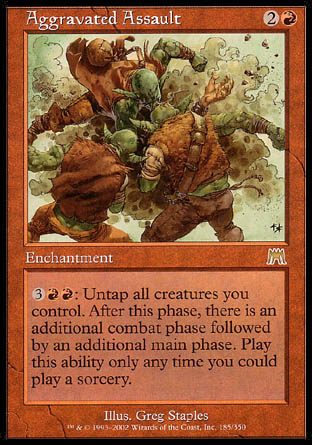 Aggravated Assault 2
Enchantment
3: Untap all creatures you
control. After this phase, there is an
additional combat phase followed
by an additional main phase. Play
this ability only any time you could
play a sorcery.
Illus. Greg Staples
™ & © 1993-2002 Wizards of the Coast, Inc. 185/350